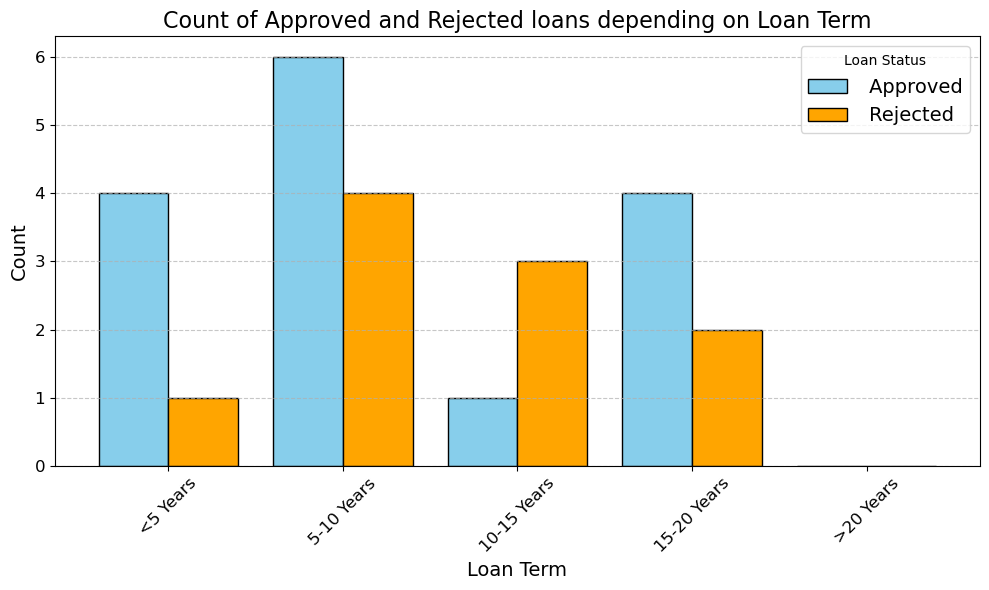 Count of Approved and Rejected loans depending on Loan Term
Loan Status
Approved
Rejected
6
5
4
3
2
1
0
Count
<5 Years
5-10 Years
10-15 Years
15-20 Years
>20 Years
Loan Term